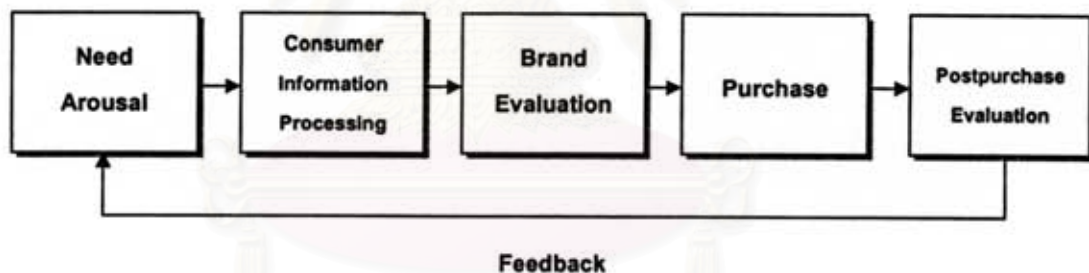 Need
Arousal
Consumer
Information
Processing
Brand
Evaluation
Purchase
Postpurchase
Evaluation
Feedback